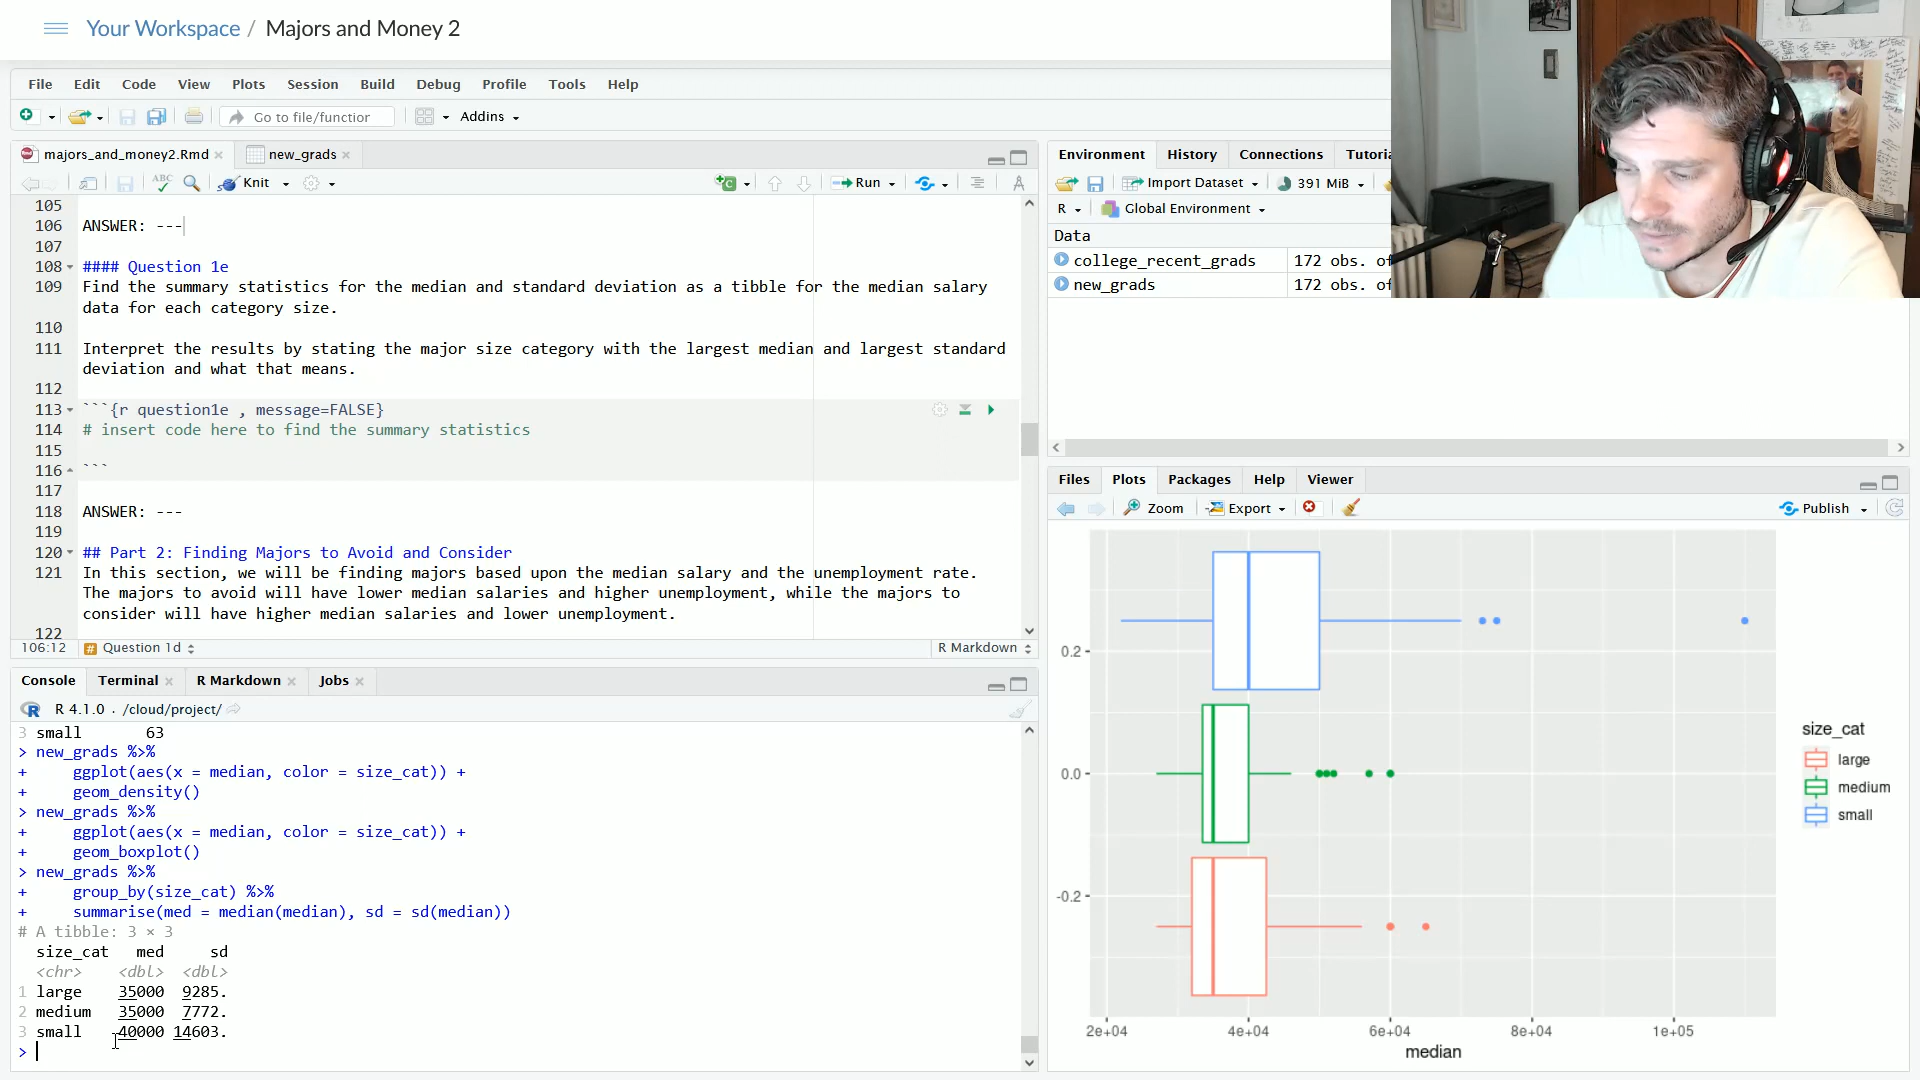 Your Workspace / Majors and Money 2
File Edit Code View Plots Session Build Debug Profile Tools Help
Go to file/function Addins
majors_and_money2.Rmd new_grads
ABC Knit Run
105
106 ANSWER: ---
107
108 #### Question 1e
109 Find the summary statistics for the median and standard deviation as a tibble for the median salary
data for each category size.
110
111 Interpret the results by stating the major size category with the largest median and largest standard
deviation and what that means.
112
113 ```{r question1e , message=FALSE}
114 # insert code here to find the summary statistics
115
116 ```
117
118 ANSWER: ---
119
120 ## Part 2: Finding Majors to Avoid and Consider
121 In this section, we will be finding majors based upon the median salary and the unemployment rate.
The majors to avoid will have lower median salaries and higher unemployment, while the majors to
consider will have higher median salaries and lower unemployment.
122
106:12 # Question 1d R Markdown
Console Terminal R Markdown Jobs
R 4.1.0 · /cloud/project/
3 small 63
> new_grads %>%
+ ggplot(aes(x = median, color = size_cat)) +
+ geom_density()
> new_grads %>%
+ ggplot(aes(x = median, color = size_cat)) +
+ geom_boxplot()
> new_grads %>%
+ group_by(size_cat) %>%
+ summarise(med = median(median), sd = sd(median))
# A tibble: 3 × 3
size_cat med sd
<chr> <dbl> <dbl>
1 large 35000 9285.
2 medium 35000 7772.
3 small 40000 14603.
>
Environment History Connections Tutoria
Import Dataset 391 MiB
R Global Environment
Data
college_recent_grads 172 obs. of
new_grads 172 obs. of
Files Plots Packages Help Viewer
Zoom Export Publish
0.2
0.0
-0.2
2e+04 4e+04 6e+04 8e+04 1e+05
median
size_cat
large
medium
small